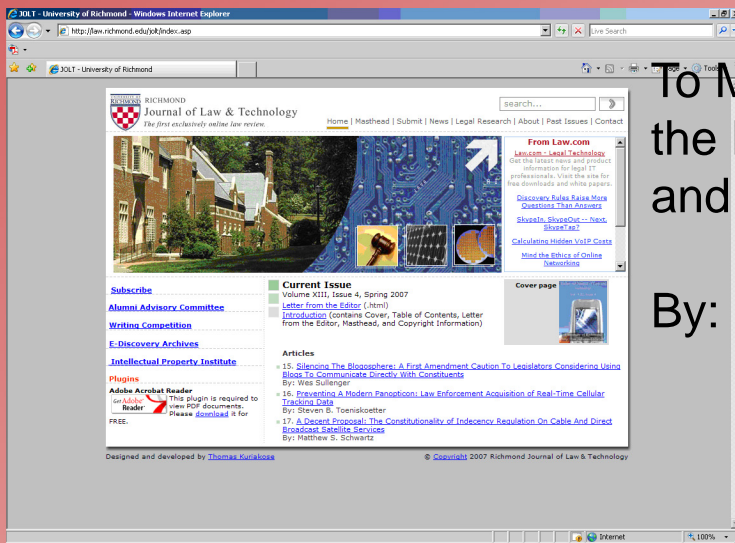 JOLT - University of Richmond - Windows Internet Explorer
http://law.richmond.edu/jolt/index.asp
Live Search
JOLT - University of Richmond
Tools
To
the
and
By:
UNIVERSITY OF
RICHMOND
RICHMOND
Journal of Law & Technology
The first exclusively online law review.
search...
Home | Masthead | Submit | News | Legal Research | About | Past Issues | Contact
From Law.com
Law.com - Legal Technology
Get the latest news and product
information for legal IT
professionals. Visit the site for
free downloads and white papers.
Discovery Rules Raise More
Questions Than Answers
SkypeIn, SkypeOut -- Next,
SkypeTap?
Calculating Hidden VoIP Costs
Mind the Ethics of Online
Networking
Subscribe
Alumni Advisory Committee
Writing Competition
E-Discovery Archives
Intellectual Property Institute
Plugins
Adobe Acrobat Reader
Get Adobe Reader
This plugin is required to
view PDF documents.
Please download it for
FREE.
Current Issue
Volume XIII, Issue 4, Spring 2007
Letter from the Editor (.html)
Introduction (contains Cover, Table of Contents, Letter
from the Editor, Masthead, and Copyright Information)
Cover page
Articles
15. Silencing The Blogosphere: A First Amendment Caution To Legislators Considering Using
Blogs To Communicate Directly With Constituents
By: Wes Sullenger
16. Preventing A Modern Panopticon: Law Enforcement Acquisition of Real-Time Cellular
Tracking Data
By: Steven B. Toeniskoetter
17. A Decent Proposal: The Constitutionality of Indecency Regulation On Cable And Direct
Broadcast Satellite Services
By: Matthew S. Schwartz
Designed and developed by Thomas Kuriakose
© Copyright 2007 Richmond Journal of Law & Technology
Internet
100%